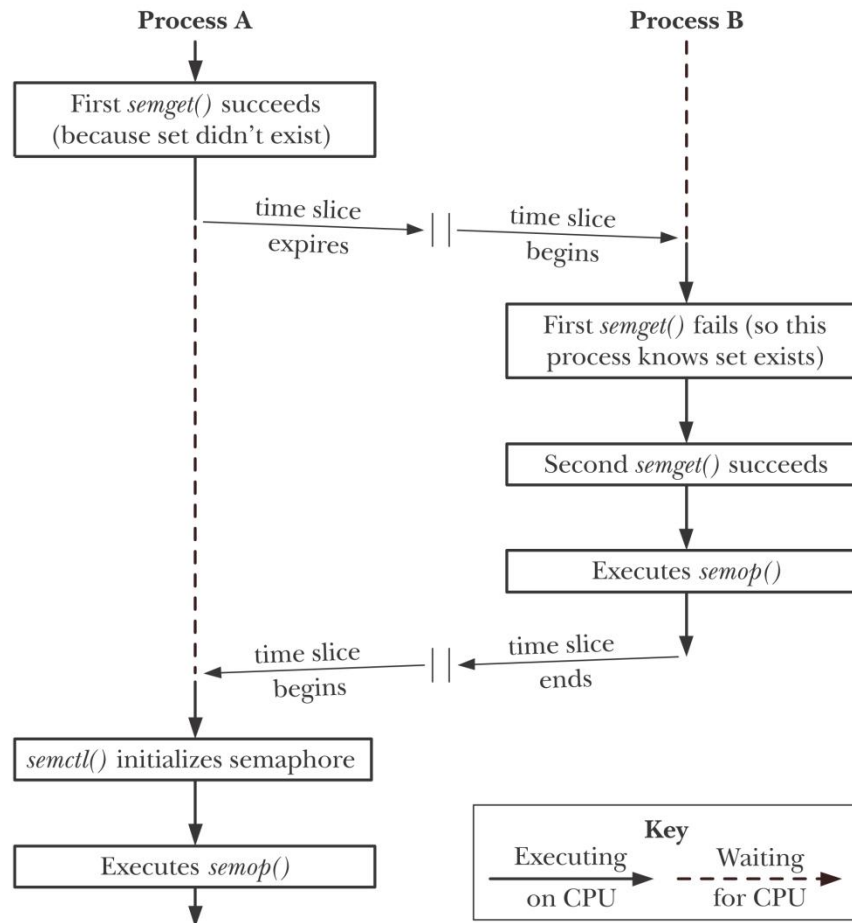 Process A
Process B
First semget() succeeds
(because set didn’t exist)
time slice
expires
time slice
begins
First semget() fails (so this
process knows set exists)
Second semget() succeeds
Executes semop()
time slice
begins
time slice
ends
semctl() initializes semaphore
Executes semop()
Key
Executing
on CPU
Waiting
for CPU